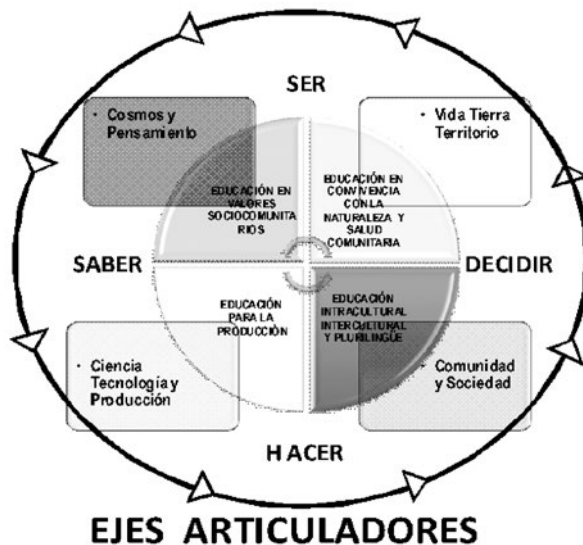 SER
• Cosmos y
Pensamiento
• Vida Tierra
Territorio
EDUCACIÓN EN
VALORES
SOCIOCOMUNITA
RIOS
EDUCACIÓN EN
CONVIVENCIA
CON LA
NATURALEZA Y
SALUD
COMUNITARIA
SABER
DECIDIR
EDUCACIÓN
PARA LA
PRODUCCIÓN
EDUCACIÓN
INTRACULTURAL
INTERCULTURAL
Y PLURILINGÜE
• Ciencia
Tecnología y
Producción
• Comunidad
y Sociedad
HACER
EJES ARTICULADORES